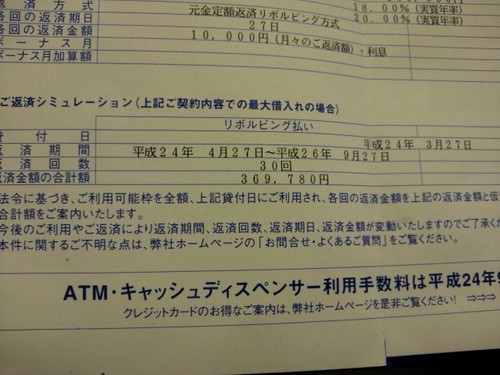 返済方式 元金定額返済リボルビング方式 18.00%(実質年率)
各回の返済期日 27日 20.00%(実質年率)
各回の返済金額 10,000円(月々のご返済額)+利息
ボーナス月
ボーナス月加算額
ご返済シミュレーション(上記ご契約内容での最大借入れの場合)
リボルビング払い
貸付日 平成24年 3月27日
返済期間 平成24年 4月27日~平成26年 9月27日
返済回数 30回
返済金額の合計額 369,780円
法令に基づき、ご利用可能枠を全額、上記貸付日にご利用され、各回の返済金額を上記の返済金額と仮
合計額をご案内いたします。
今後のご利用やご返済により返済期間、返済回数、返済期日、返済金額が変動いたしますのでご了承くだ
本件に関するご不明な点は、弊社ホームページの「お問合せ・よくあるご質問」をご覧ください。
ATM・キャッシュディスペンサー利用手数料は平成24年9
クレジットカードのお得なご案内は、弊社ホームページを是非ご覧ください! ⇒⇒⇒